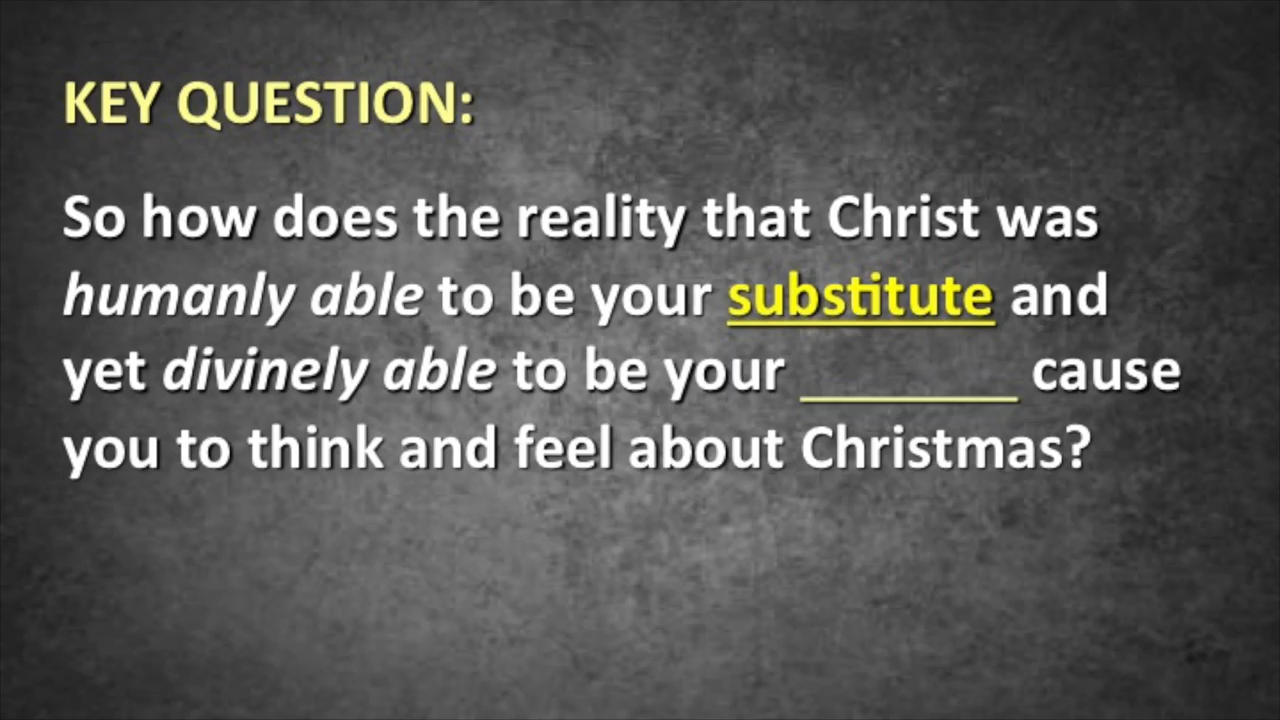 KEY QUESTION:
So how does the reality that Christ was
humanly able to be your substitute and
yet divinely able to be your ________ cause
you to think and feel about Christmas?